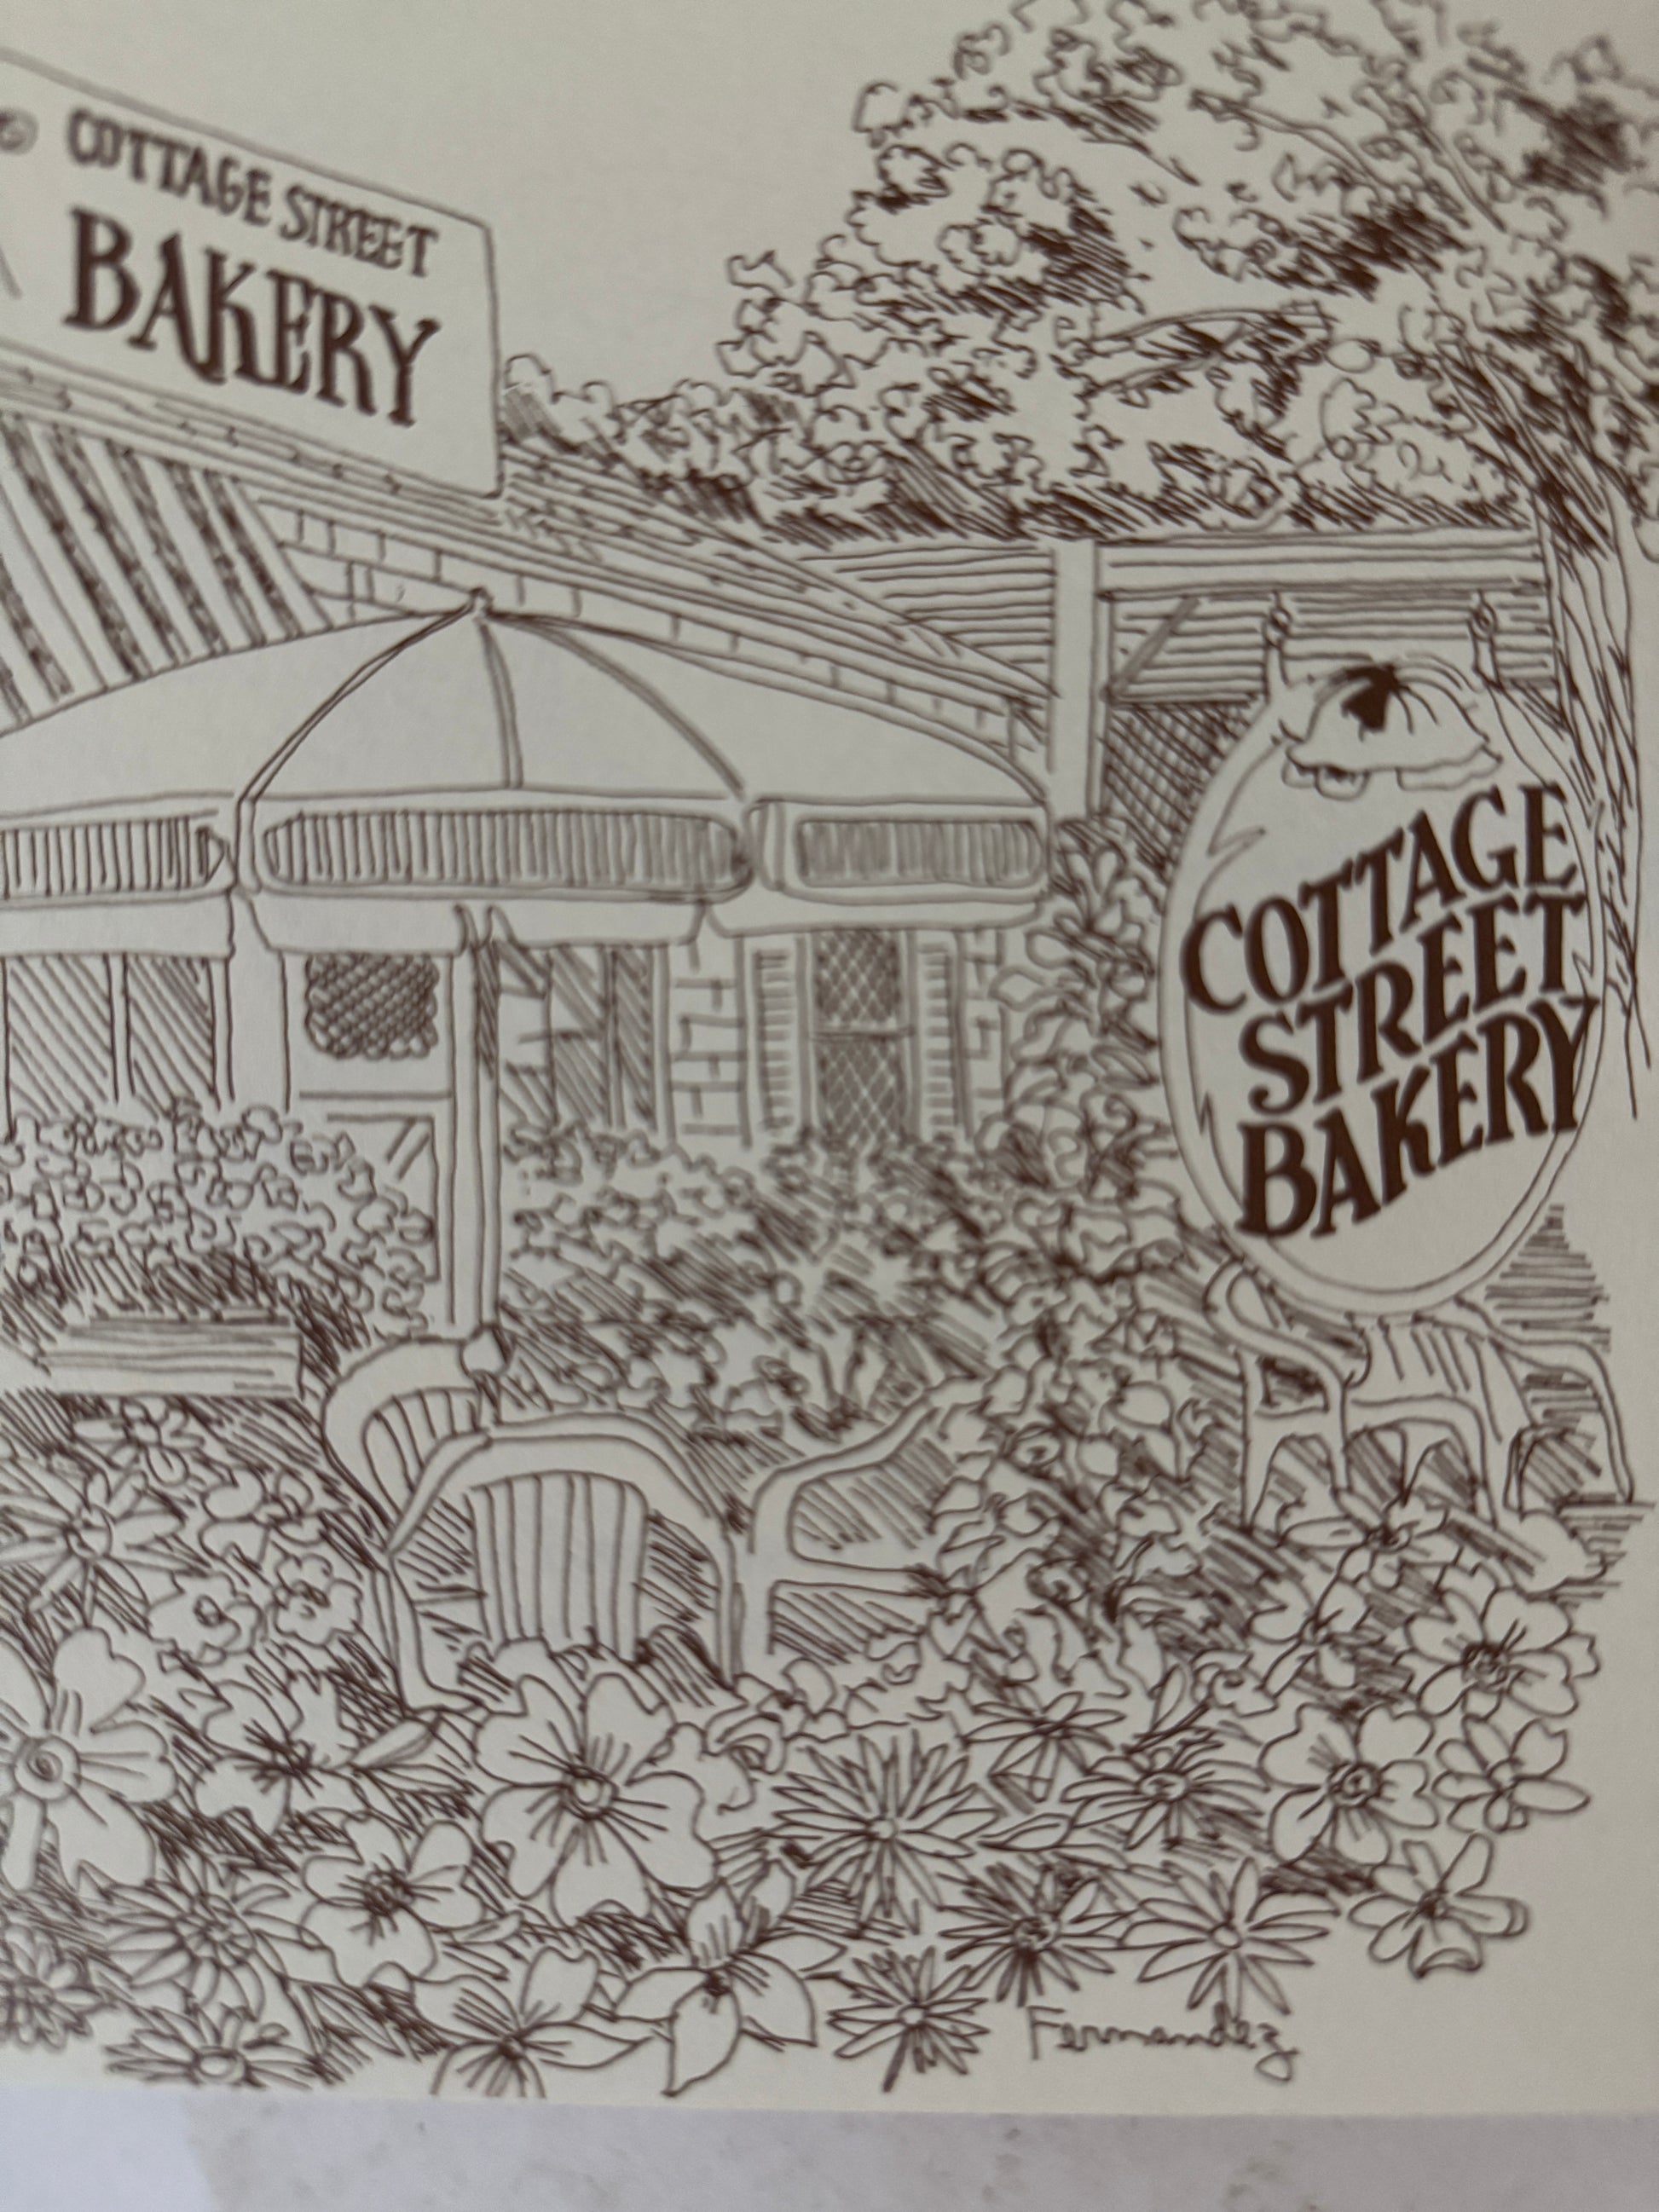 COTTAGE STREET
BAKERY
COTTAGE
STREET
BAKERY
Fernandez